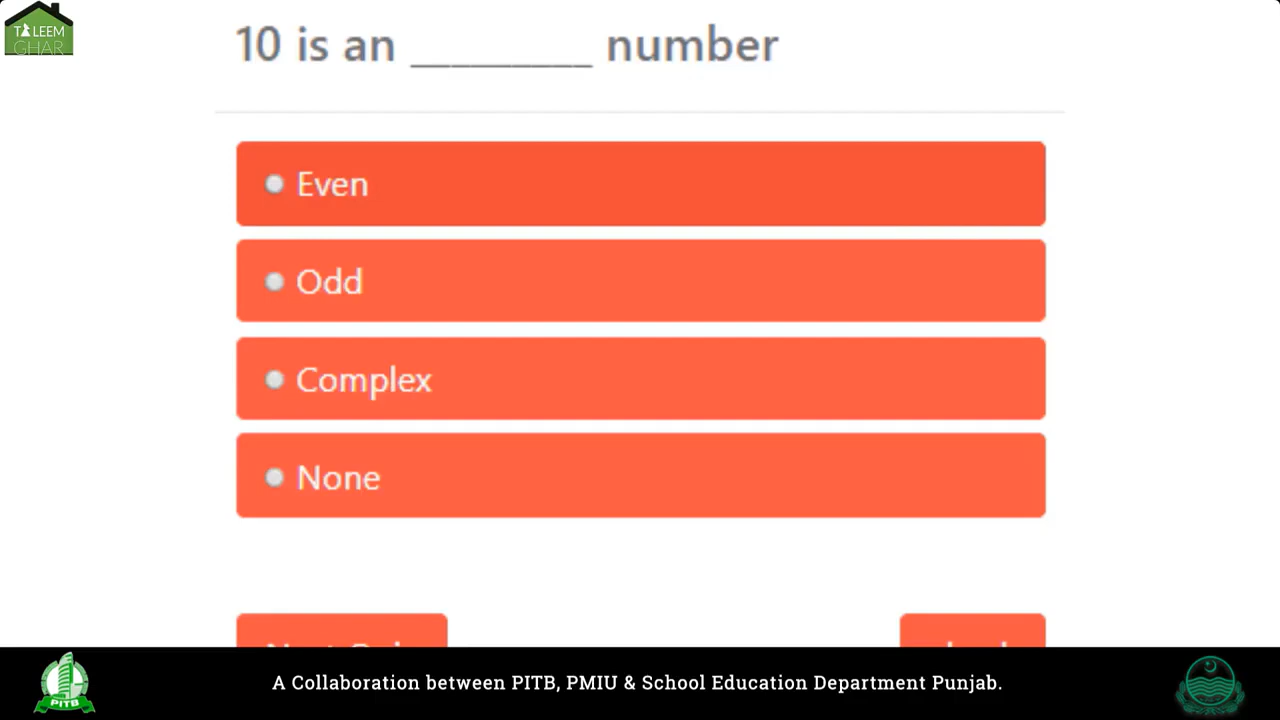 TALEEM
GHAR
10 is an _________ number
Even
Odd
Complex
None
A Collaboration between PITB, PMIU & School Education Department Punjab.
PITB